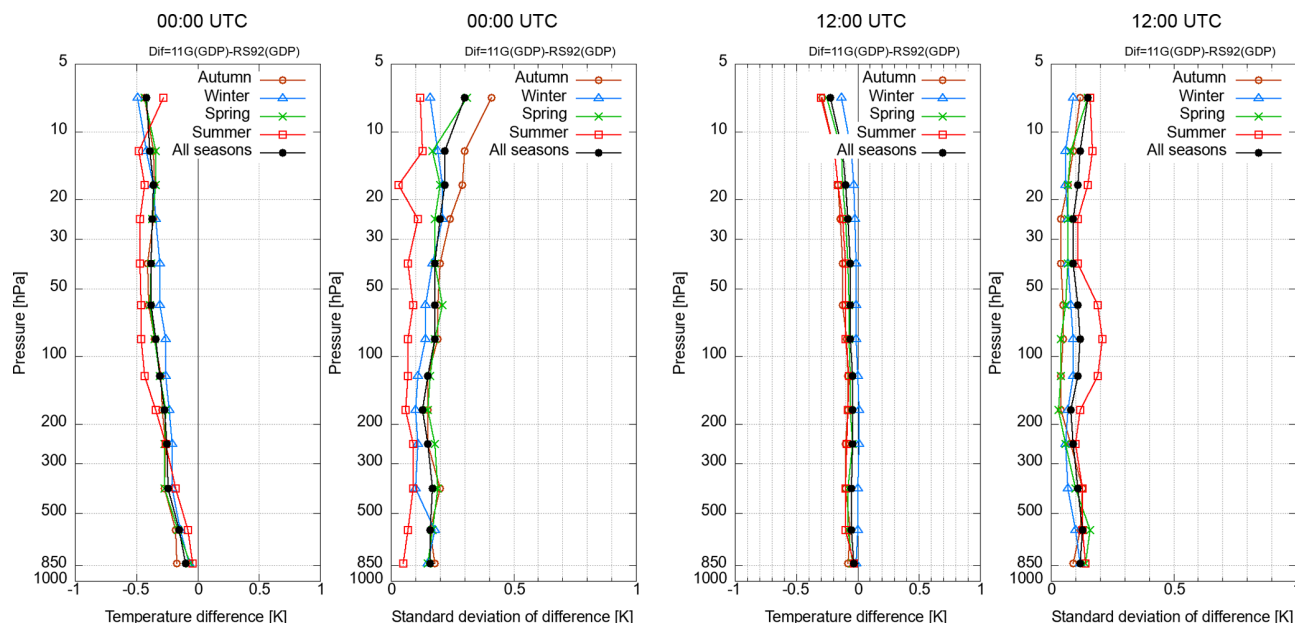 00:00 UTC
Dif=11G(GDP)-RS92(GDP)
Autumn
Winter
Spring
Summer
All seasons
5
10
20
30
50
100
200
300
500
850
1000
Pressure [hPa]
-1 -0.5 0 0.5 1
Temperature difference [K]
00:00 UTC
Dif=11G(GDP)-RS92(GDP)
Autumn
Winter
Spring
Summer
All seasons
5
10
20
30
50
100
200
300
500
850
1000
Pressure [hPa]
0 0.5 1
Standard deviation of difference [K]
12:00 UTC
Dif=11G(GDP)-RS92(GDP)
Autumn
Winter
Spring
Summer
All seasons
5
10
20
30
50
100
200
300
500
850
1000
Pressure [hPa]
-1 -0.5 0 0.5 1
Temperature difference [K]
12:00 UTC
Dif=11G(GDP)-RS92(GDP)
Autumn
Winter
Spring
Summer
All seasons
5
10
20
30
50
100
200
300
500
850
1000
Pressure [hPa]
0 0.5 1
Standard deviation of difference [K]